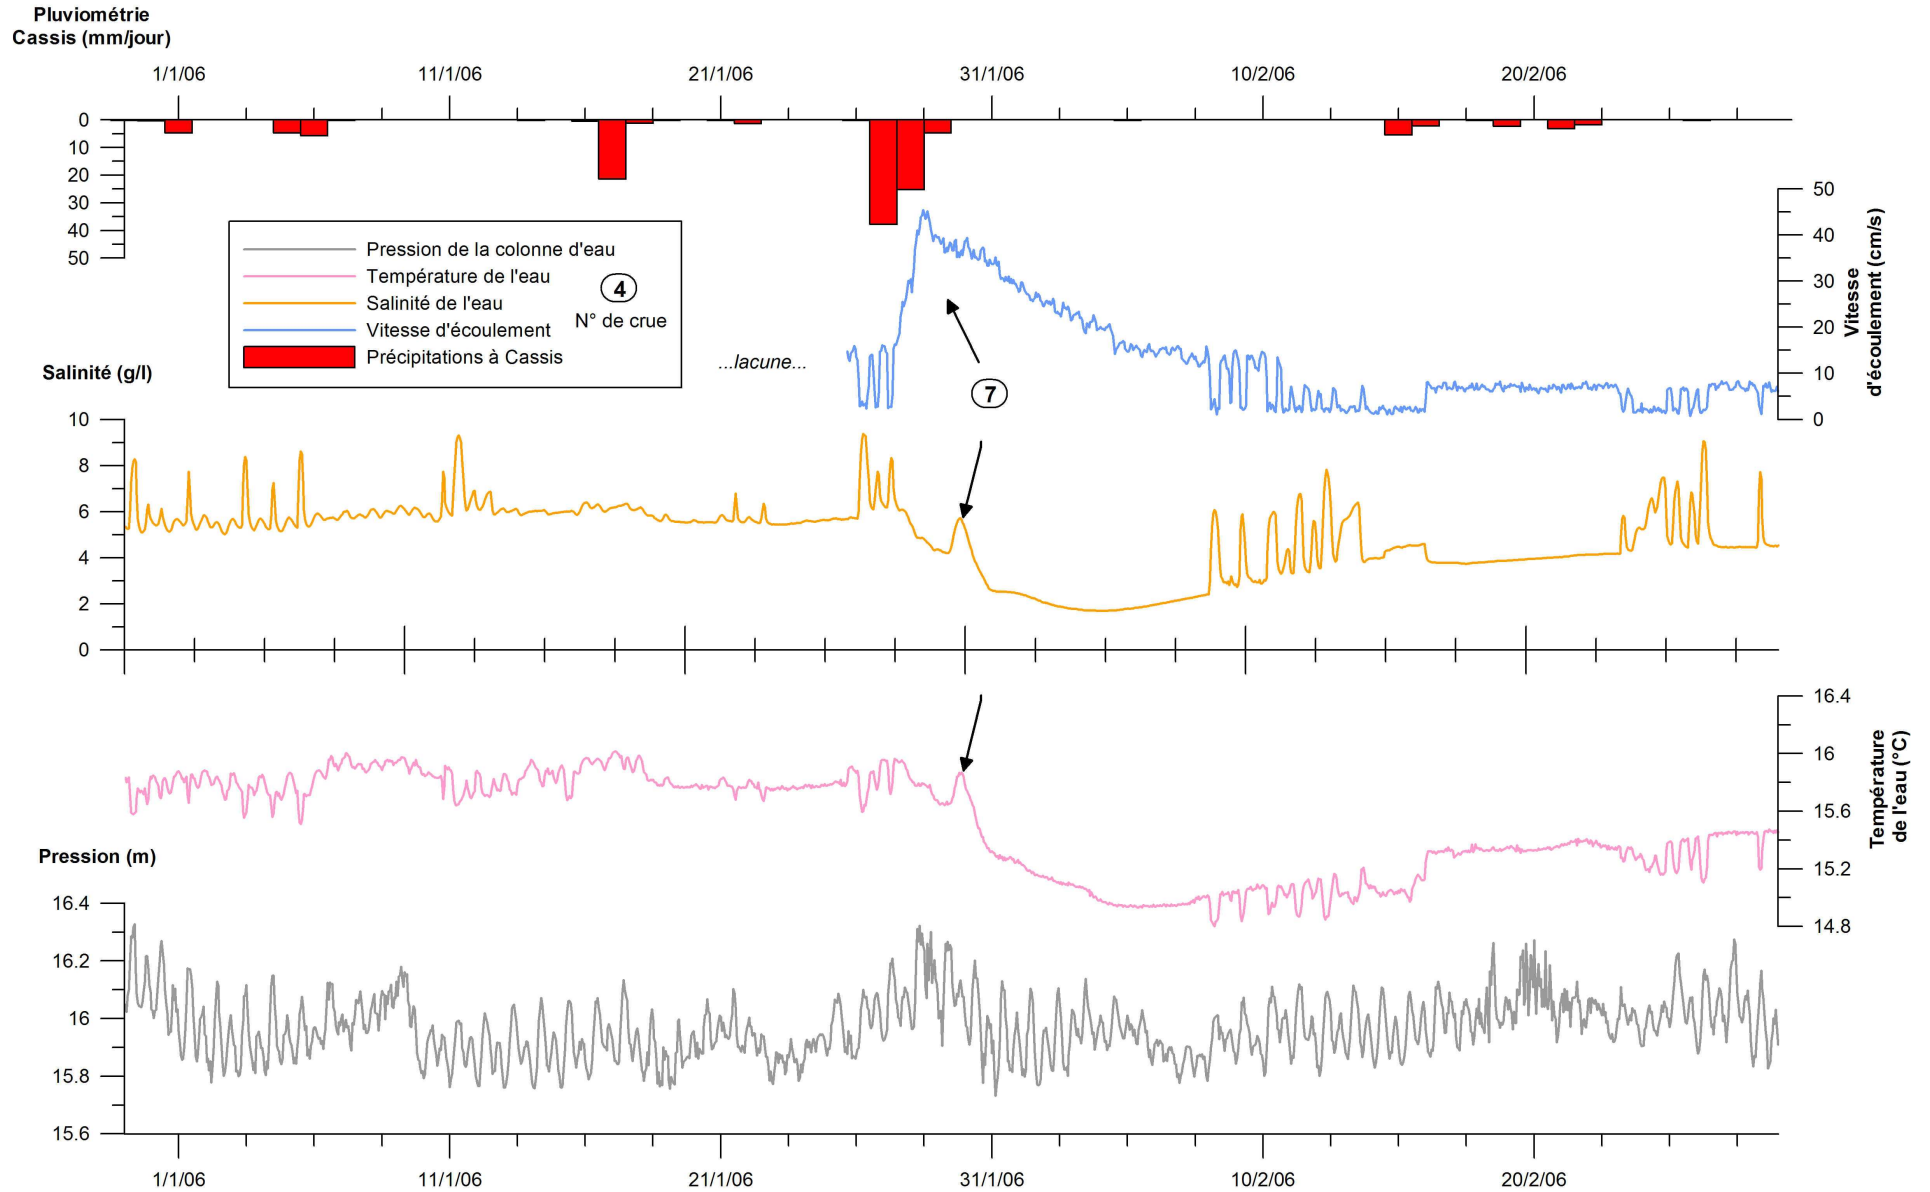 Pluviométrie
Cassis (mm/jour)
1/1/06 11/1/06 21/1/06 31/1/06 10/2/06 20/2/06
0
10
20
30
40
50
Pression de la colonne d'eau
Température de l'eau
Salinité de l'eau
Vitesse d'écoulement
Précipitations à Cassis
4
N° de crue
...lacune...
7
50
40
30
20
10
0
Vitesse
d'écoulement (cm/s)
Salinité (g/l)
10
8
6
4
2
0
16.4
16
15.6
15.2
14.8
Température
de l'eau (°C)
Pression (m)
16.4
16.2
16
15.8
15.6
1/1/06 11/1/06 21/1/06 31/1/06 10/2/06 20/2/06